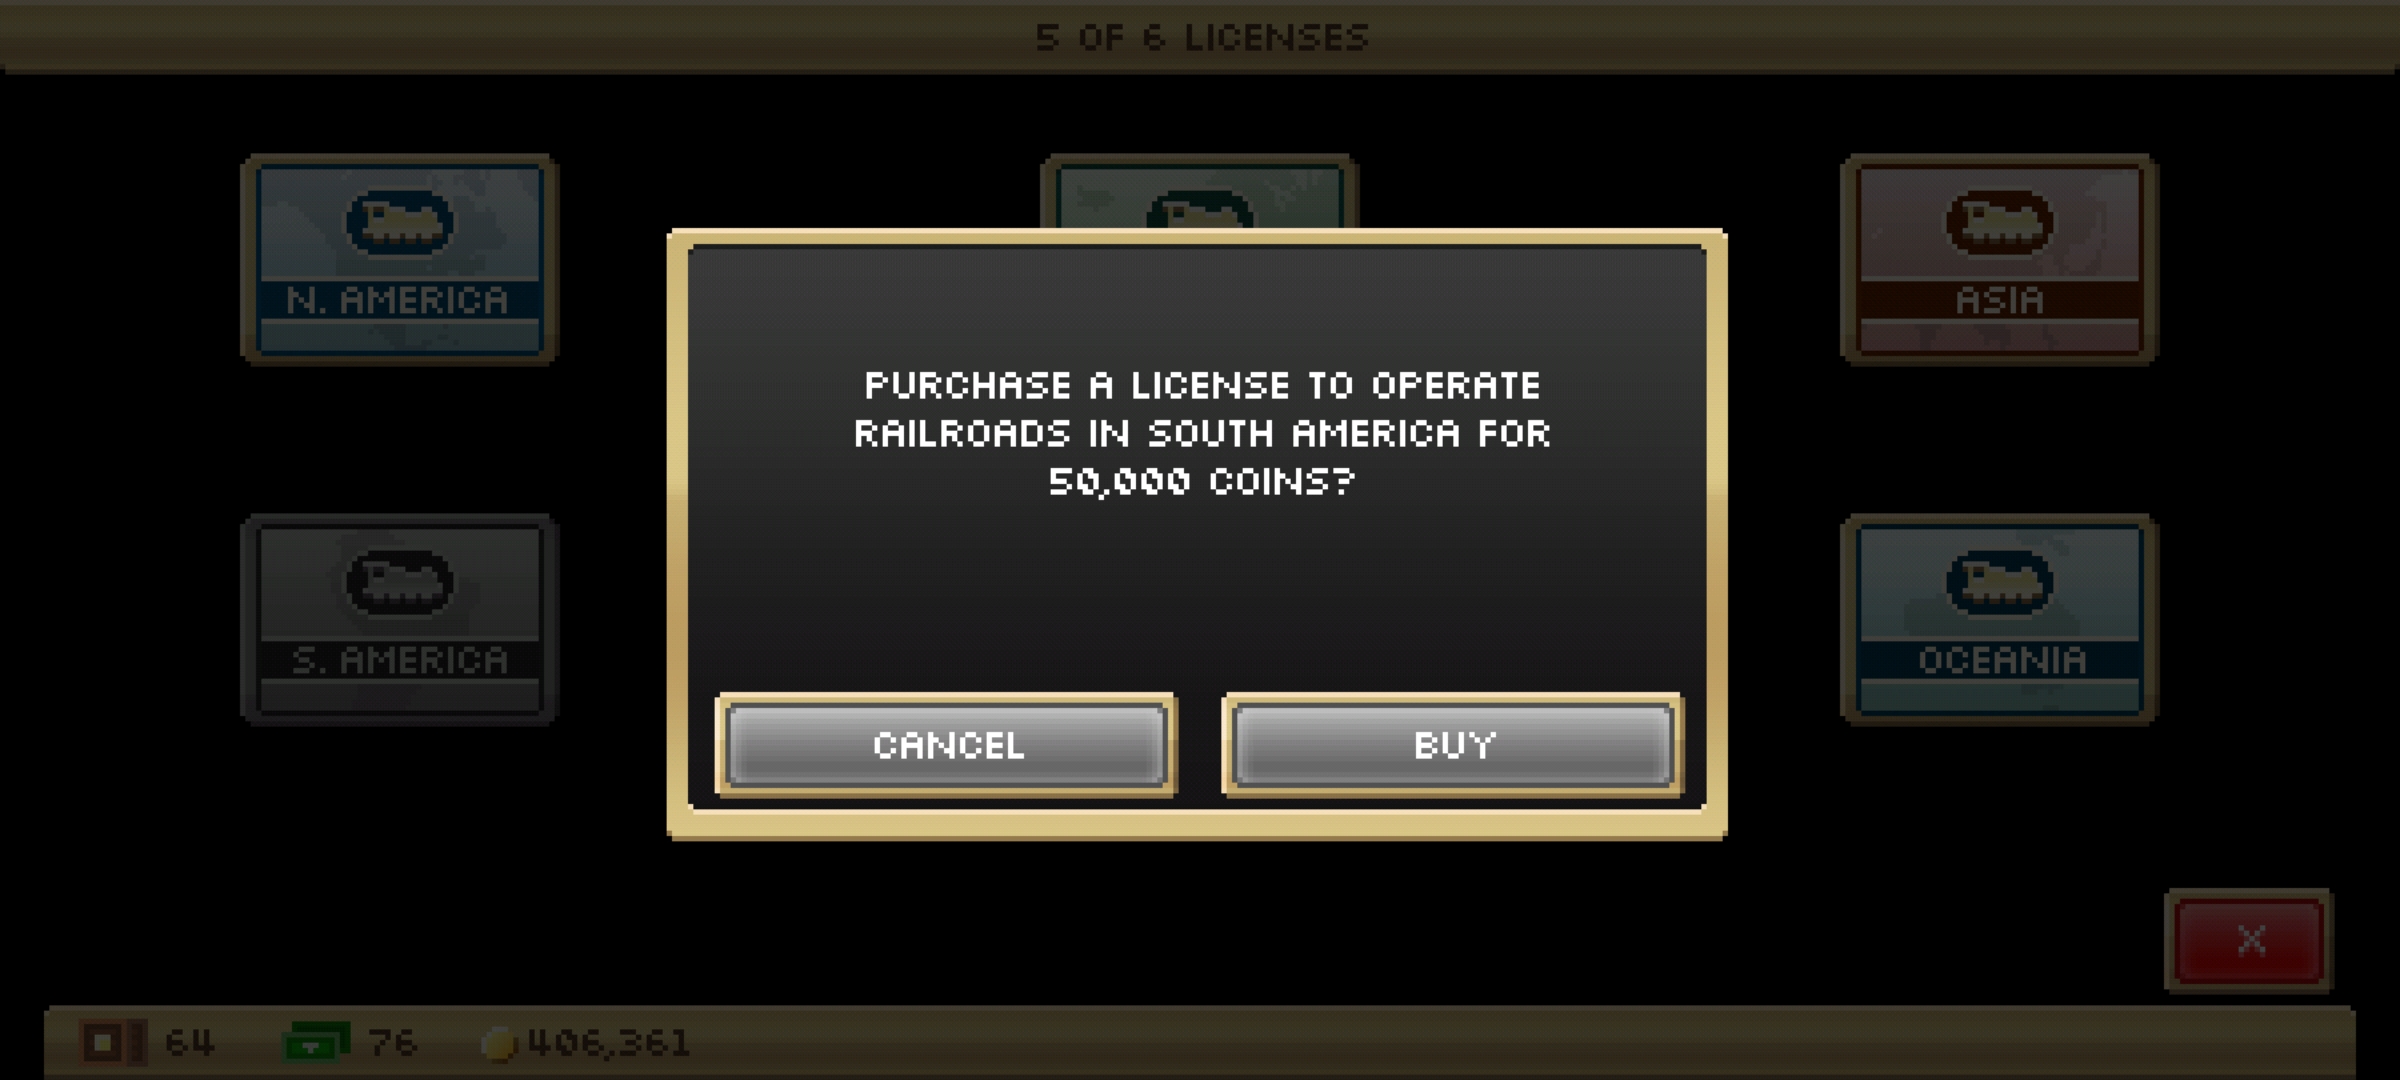 5 OF 6 LICENSES
N. AMERICA
ASIA
PURCHASE A LICENSE TO OPERATE
RAILROADS IN SOUTH AMERICA FOR
50,000 COINS?
S. AMERICA
OCEANIA
CANCEL
BUY
X
64
76
406,361